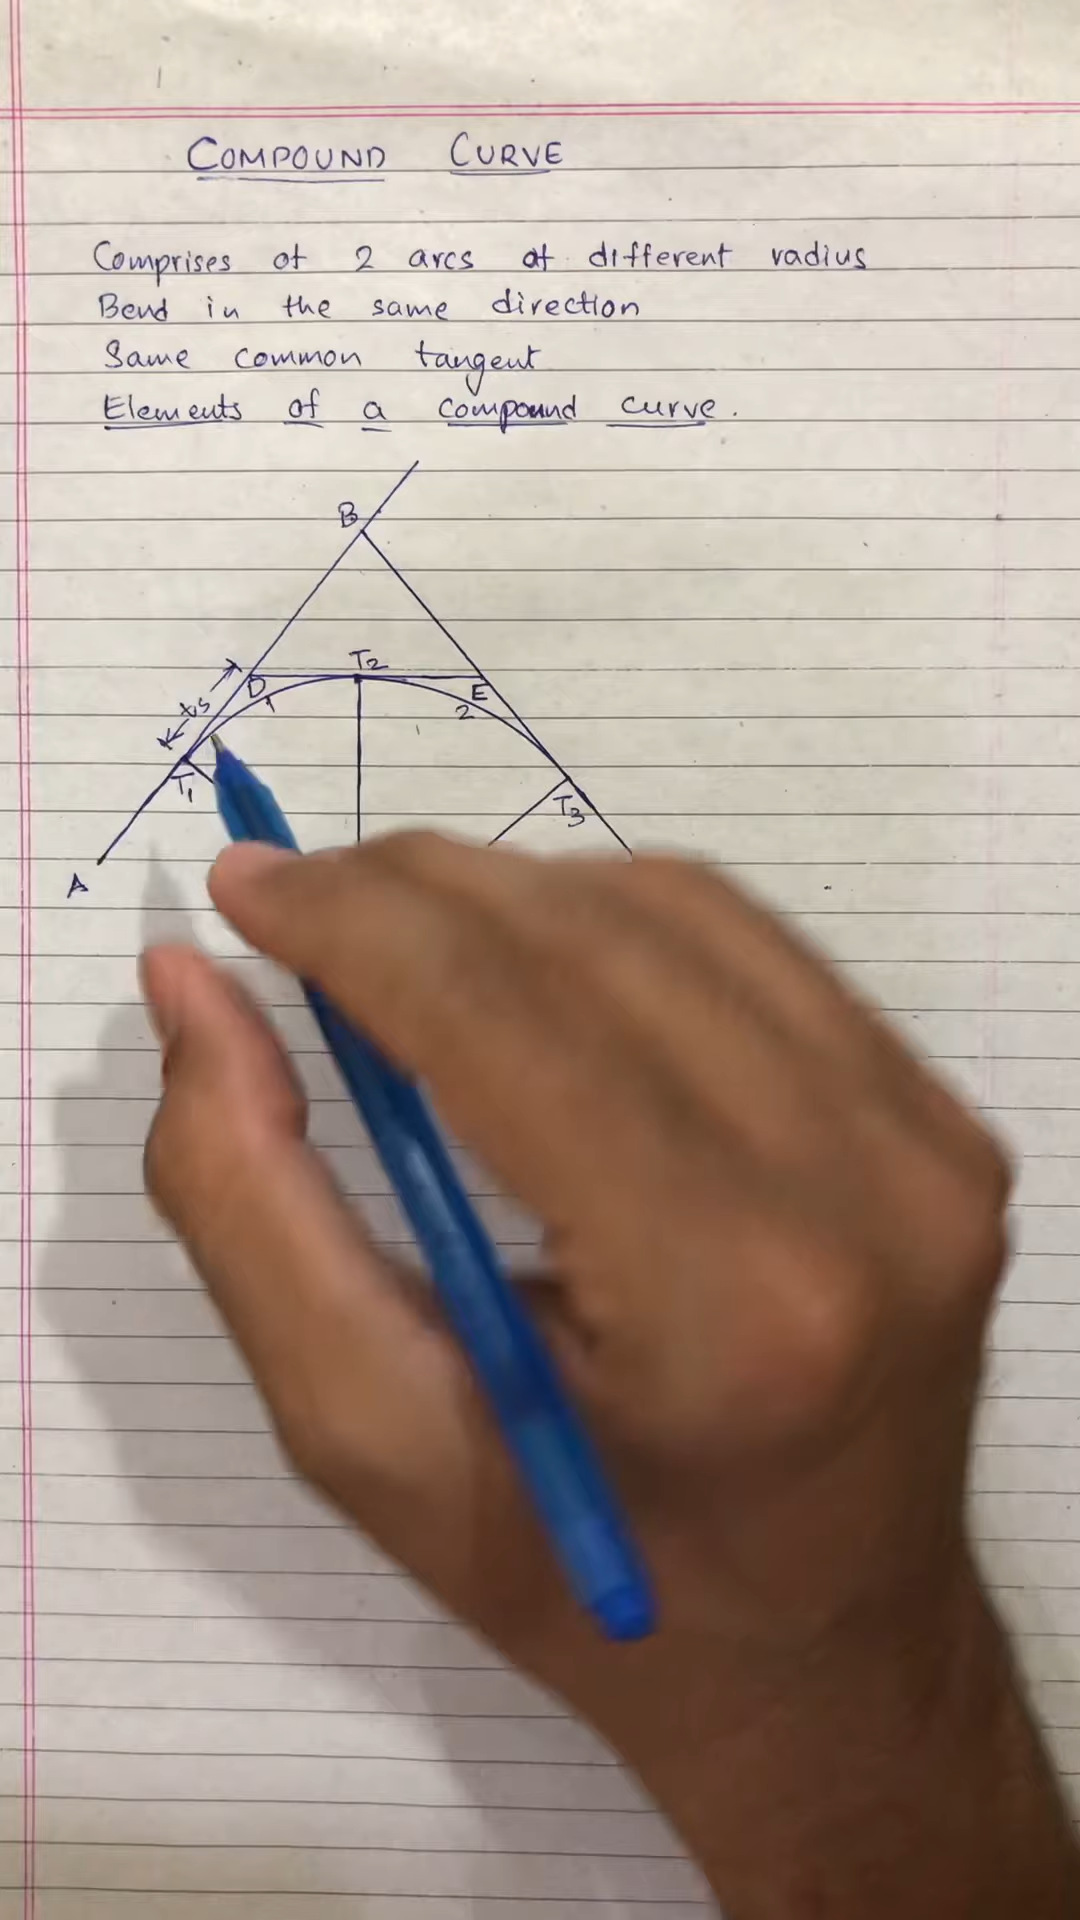 COMPOUND CURVE
Comprises of 2 arcs of different radius
Bend in the same direction
Same common tangent
Elements of a compound curve.
B
T2
D
E
ts
1
2
T1
T3
A